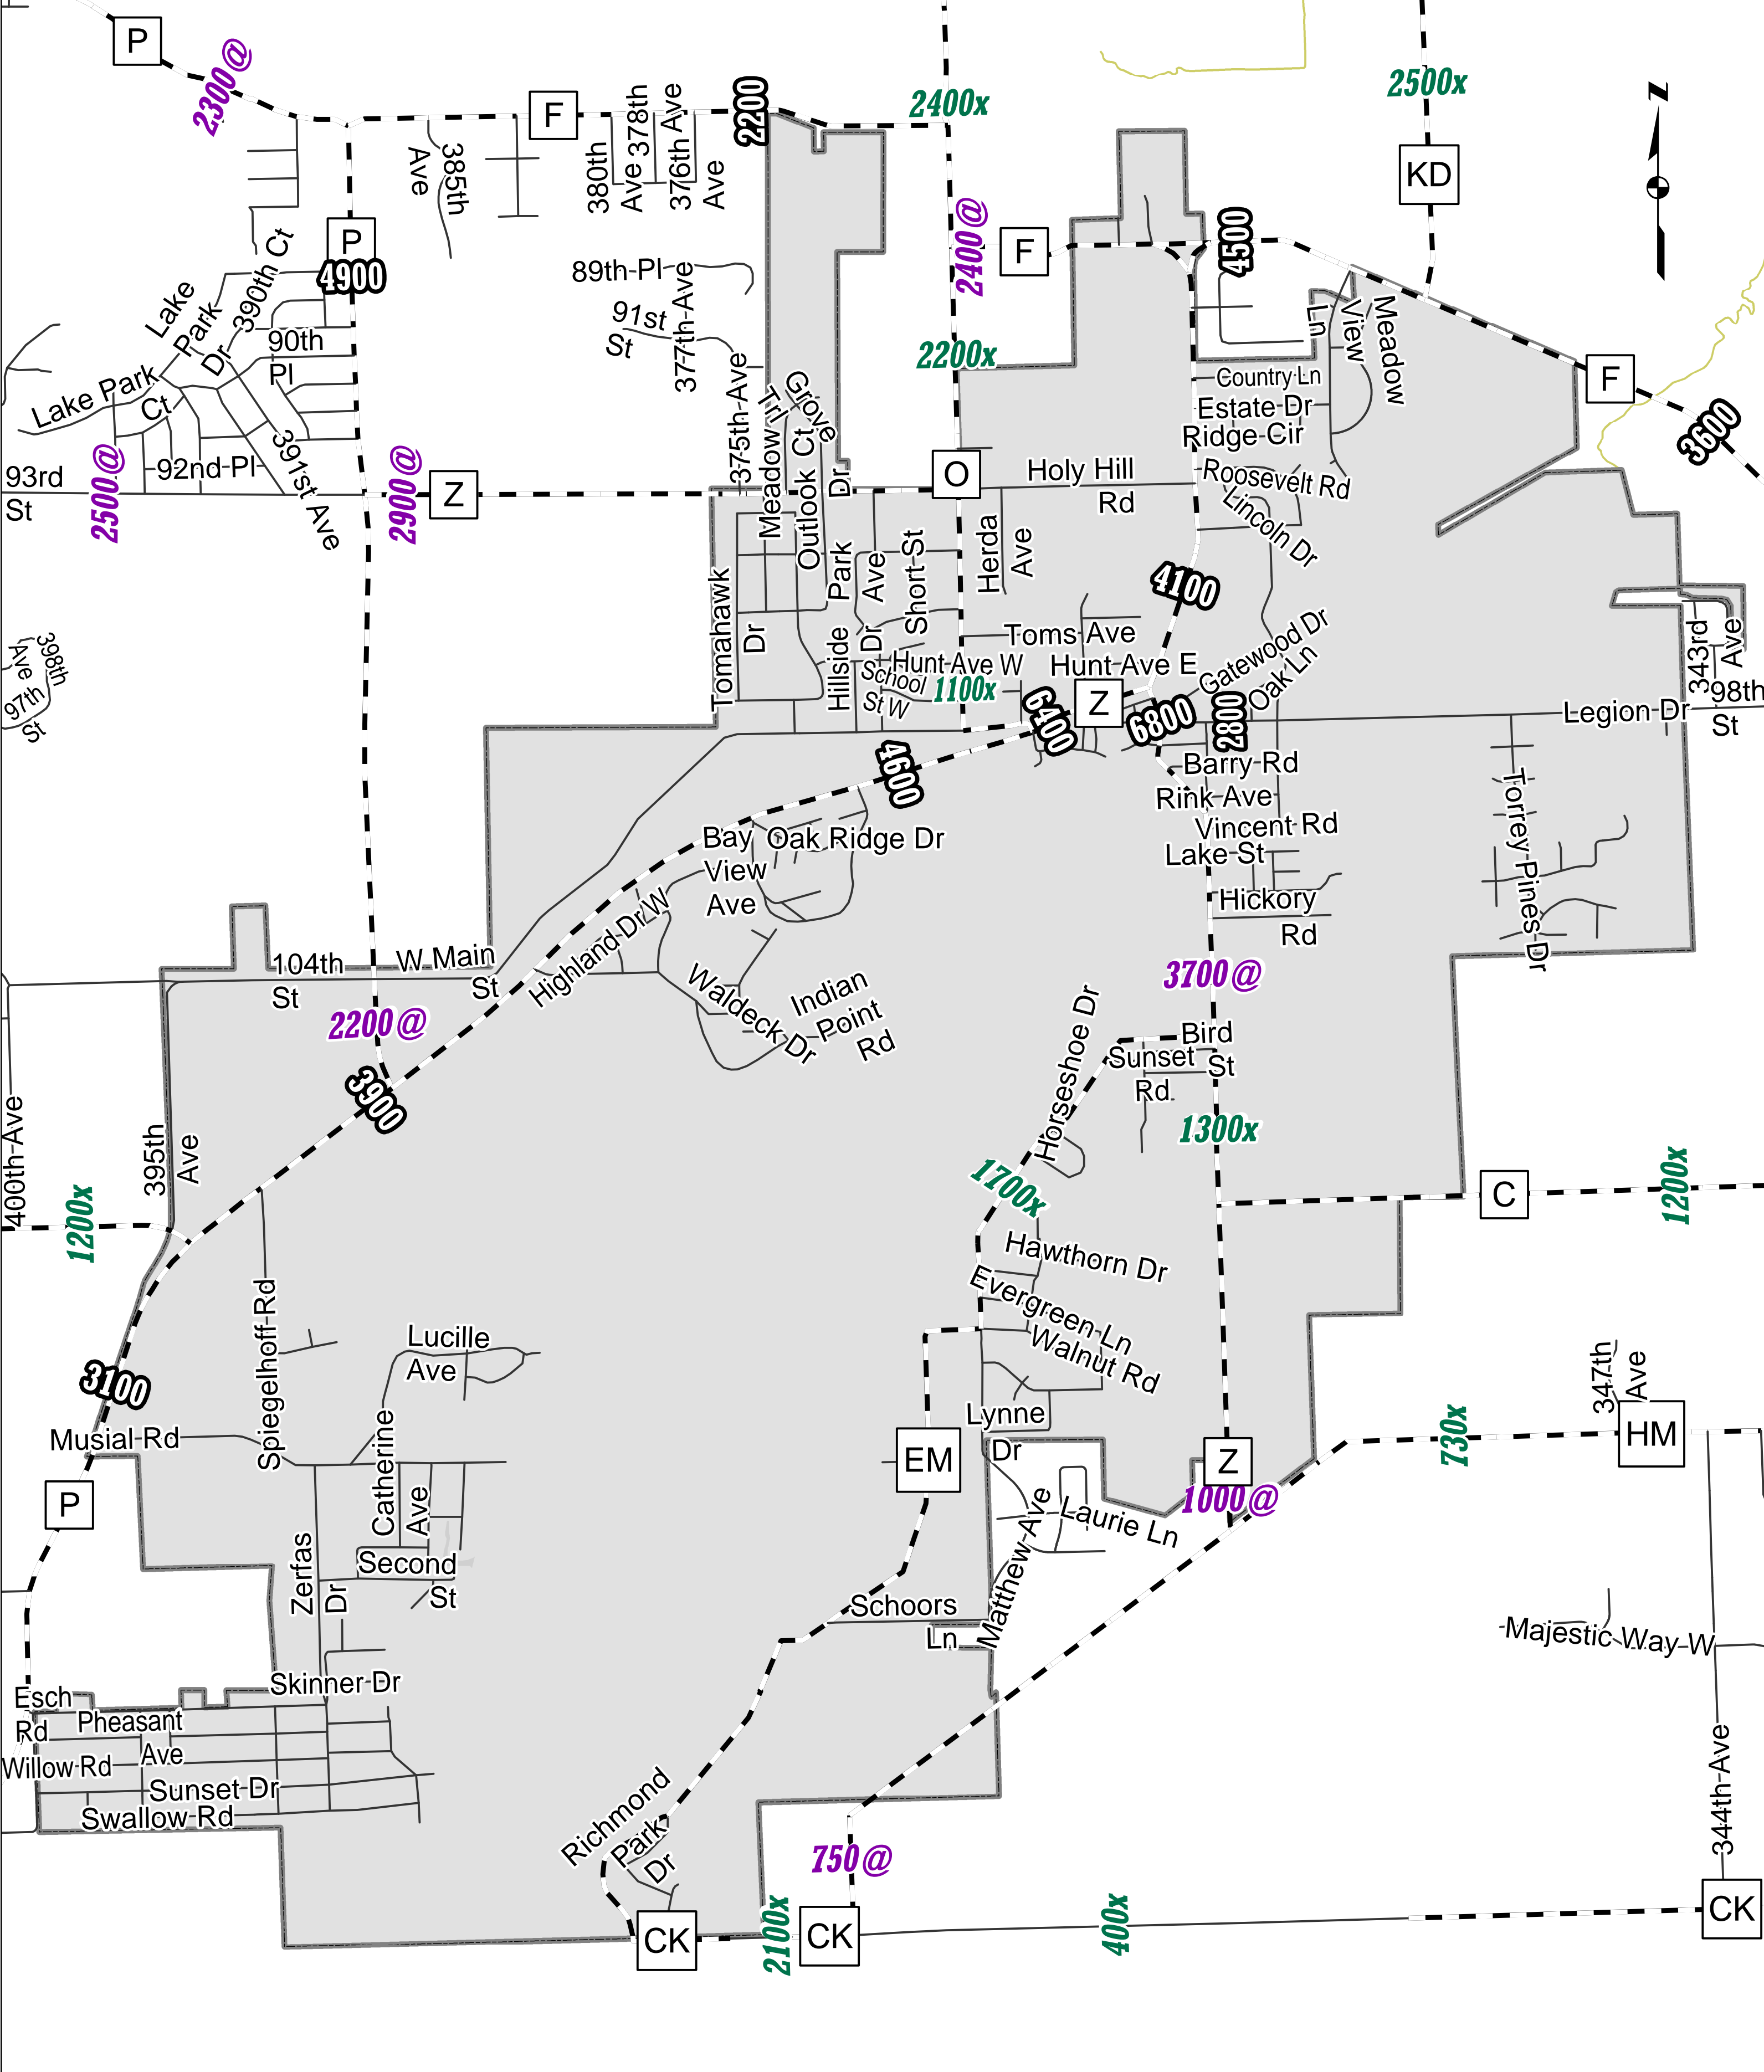 P
2300@
F
378th
Ave
2200
2400x
2500x
N
385th
Ave
380th
Ave
376th
Ave
KD
P
4900
2400@
F
4500
Lake
Park
Dr
390th Ct
89th Pl
377th Ave
91st
St
90th
Pl
2200x
Ln
View
Meadow
Country Ln
F
Lake Park
Ct
375th Ave
Meadow
Trl
Grove
Dr
Outlook Ct
Estate Dr
Ridge Cir
3600
93rd
St
2500@
92nd Pl
391st Ave
2900@
Z
O
Holy Hill
Rd
Roosevelt Rd
Lincoln Dr
Herda
Ave
Park
Ave
Short St
4100
Tomahawk
Dr
Hillside
Dr
Toms Ave
Hunt Ave W
Hunt Ave E
Gatewood Dr
Oak Ln
398th
Ave
97th
St
School
St W
1100x
Z
6400
6800
2800
343rd
Ave
98th
St
Legion Dr
4600
Barry Rd
Rink Ave
Vincent Rd
Lake St
Torrey Pines Dr
Bay
View
Ave
Oak Ridge Dr
Hickory
Rd
Highland Dr W
104th
St
W Main
St
2200@
Waldeck Dr
Indian
Point
Rd
3700@
Horseshoe Dr
Bird
St
Sunset
Rd
3900
1300x
400th Ave
395th
Ave
1700x
C
1200x
1200x
Hawthorn Dr
Evergreen Ln
Walnut Rd
Spiegelhoff Rd
Lucille
Ave
3100
347th
Ave
Musial Rd
Catherine
Ave
Lynne
Dr
730x
HM
EM
Z
1000@
P
Laurie Ln
Matthew Ave
Zerfas
Dr
Second
St
Schoors
Ln
Majestic Way W
Skinner Dr
Esch
Rd
Pheasant
Ave
Willow Rd
Sunset Dr
Swallow Rd
344th Ave
Richmond
Park
Dr
750@
2100x
CK
CK
400x
CK